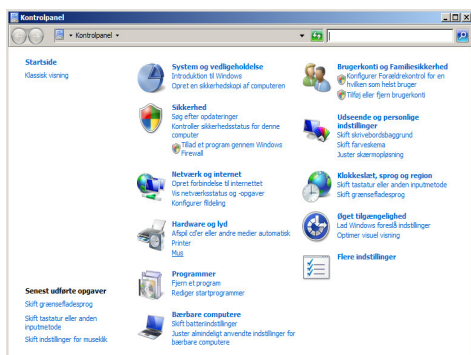 Kontrolpanel
Kontrolpanel
Startside
Klassisk visning
System og vedligeholdelse
Introduktion til Windows
Opret en sikkerhedskopi af computeren
Sikkerhed
Søg efter opdateringer
Kontroller sikkerhedsstatus for denne
computer
Tillad et program gennem Windows
Firewall
Netværk og internet
Opret forbindelse til internettet
Vis netværksstatus og -opgaver
Konfigurer fildeling
Hardware og lyd
Afspil cd'er eller andre medier automatisk
Printer
Mus
Programmer
Fjern et program
Rediger startprogrammer
Bærbare computere
Skift batteriindstillinger
Juster almindeligt anvendte indstillinger for
bærbare computere
Brugerkonti og Familiesikkerhed
Konfigurer Forældrekontrol for en
hvilken som helst bruger
Tilføj eller fjern brugerkonti
Udseende og personlige
indstillinger
Skift skrivebordsbaggrund
Skift farveskema
Juster skærmopløsning
Klokkeslæt, sprog og region
Skift tastatur eller anden inputmetode
Skift grænsefladesprog
Øget tilgængelighed
Lad Windows foreslå indstillinger
Optimer visuel visning
Flere indstillinger
Senest udførte opgaver
Skift grænsefladesprog
Skift tastatur eller anden
inputmetode
Skift indstillinger for museklik